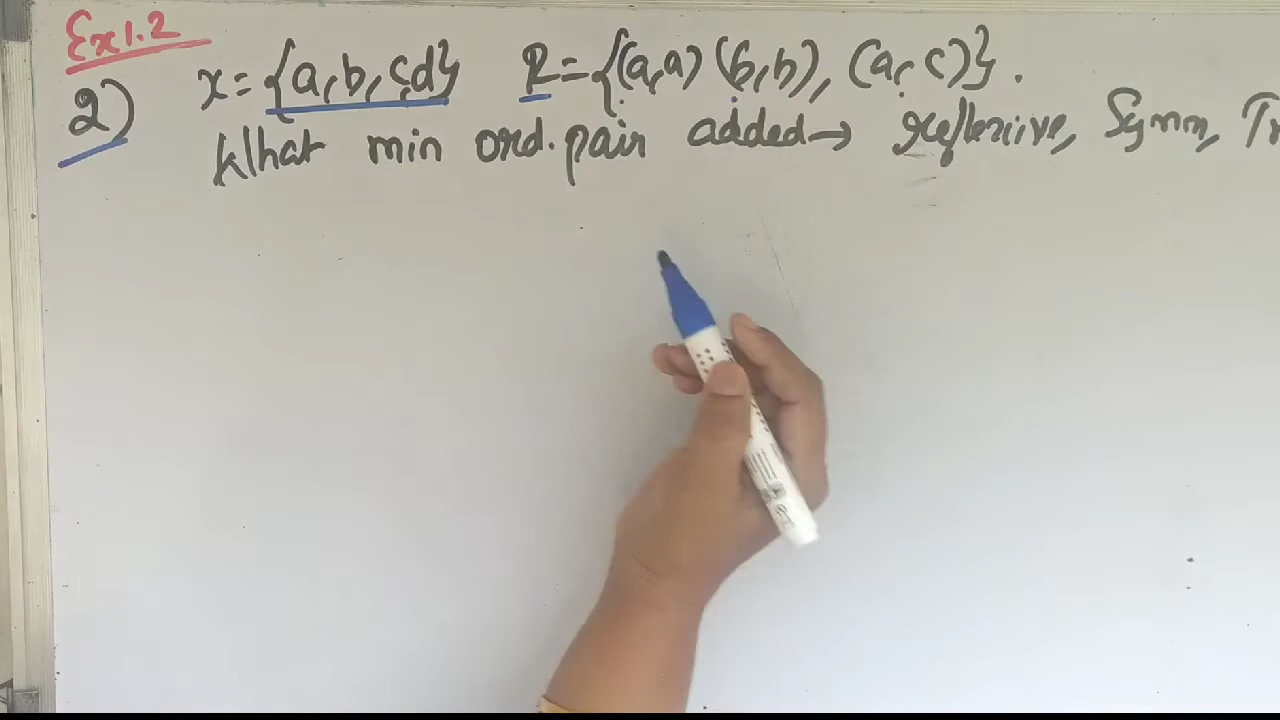 Ex1.2
2) x = {a,b,c,d} R = {(a,a) (b,b), (a,c)}.
What min ord.pair added → reflexive, Symm, Tr